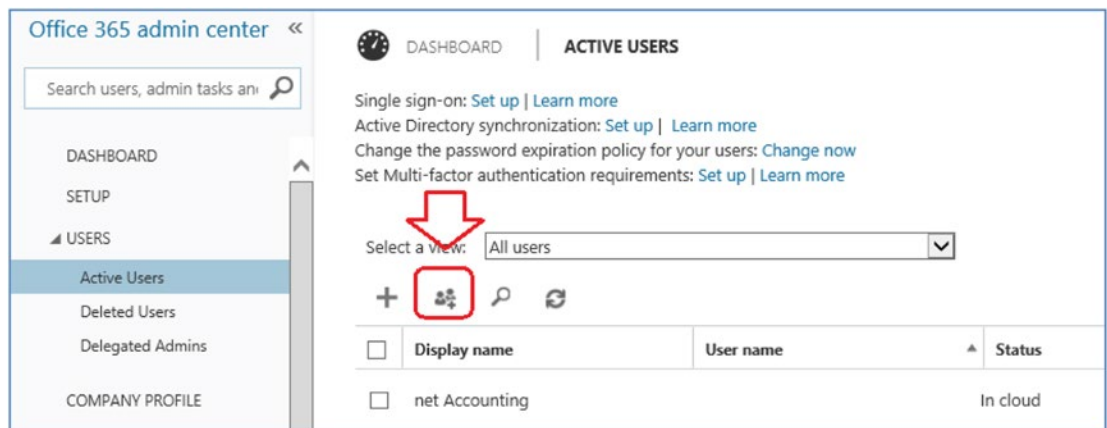 Office 365 admin center «
Search users, admin tasks an
DASHBOARD
SETUP
USERS
Active Users
Deleted Users
Delegated Admins
COMPANY PROFILE
DASHBOARD | ACTIVE USERS
Single sign-on: Set up | Learn more
Active Directory synchronization: Set up | Learn more
Change the password expiration policy for your users: Change now
Set Multi-factor authentication requirements: Set up | Learn more
Select a view: All users
Display name User name Status
net Accounting In cloud